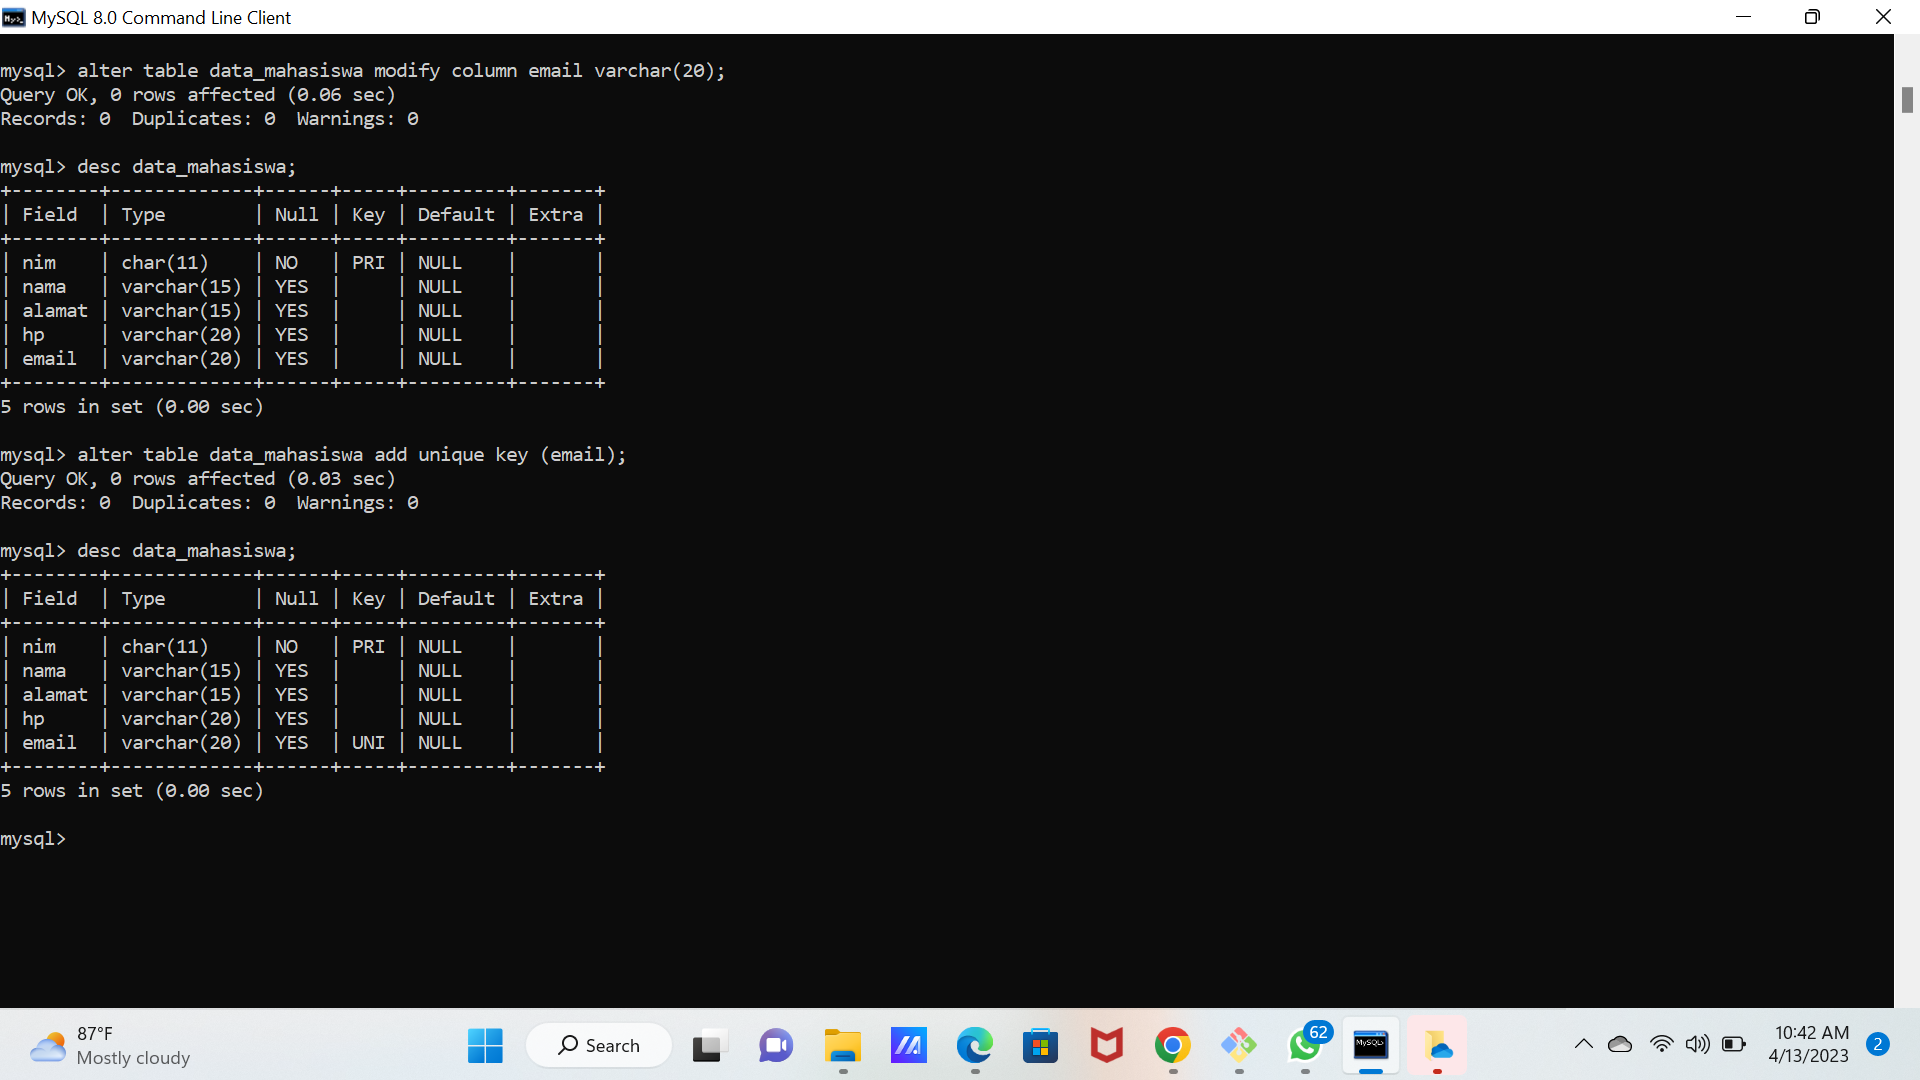 MySQL 8.0 Command Line Client
mysql> alter table data_mahasiswa modify column email varchar(20);
Query OK, 0 rows affected (0.06 sec)
Records: 0  Duplicates: 0  Warnings: 0
mysql> desc data_mahasiswa;
+--------+-------------+------+-----+---------+-------+
| Field  | Type        | Null | Key | Default | Extra |
+--------+-------------+------+-----+---------+-------+
| nim    | char(11)    | NO   | PRI | NULL    |       |
| nama   | varchar(15) | YES  |     | NULL    |       |
| alamat | varchar(15) | YES  |     | NULL    |       |
| hp     | varchar(20) | YES  |     | NULL    |       |
| email  | varchar(20) | YES  |     | NULL    |       |
+--------+-------------+------+-----+---------+-------+
5 rows in set (0.00 sec)
mysql> alter table data_mahasiswa add unique key (email);
Query OK, 0 rows affected (0.03 sec)
Records: 0  Duplicates: 0  Warnings: 0
mysql> desc data_mahasiswa;
+--------+-------------+------+-----+---------+-------+
| Field  | Type        | Null | Key | Default | Extra |
+--------+-------------+------+-----+---------+-------+
| nim    | char(11)    | NO   | PRI | NULL    |       |
| nama   | varchar(15) | YES  |     | NULL    |       |
| alamat | varchar(15) | YES  |     | NULL    |       |
| hp     | varchar(20) | YES  |     | NULL    |       |
| email  | varchar(20) | YES  | UNI | NULL    |       |
+--------+-------------+------+-----+---------+-------+
5 rows in set (0.00 sec)
mysql>
87°F
Mostly cloudy
Search
62
MySQL>
10:42 AM
4/13/2023
2